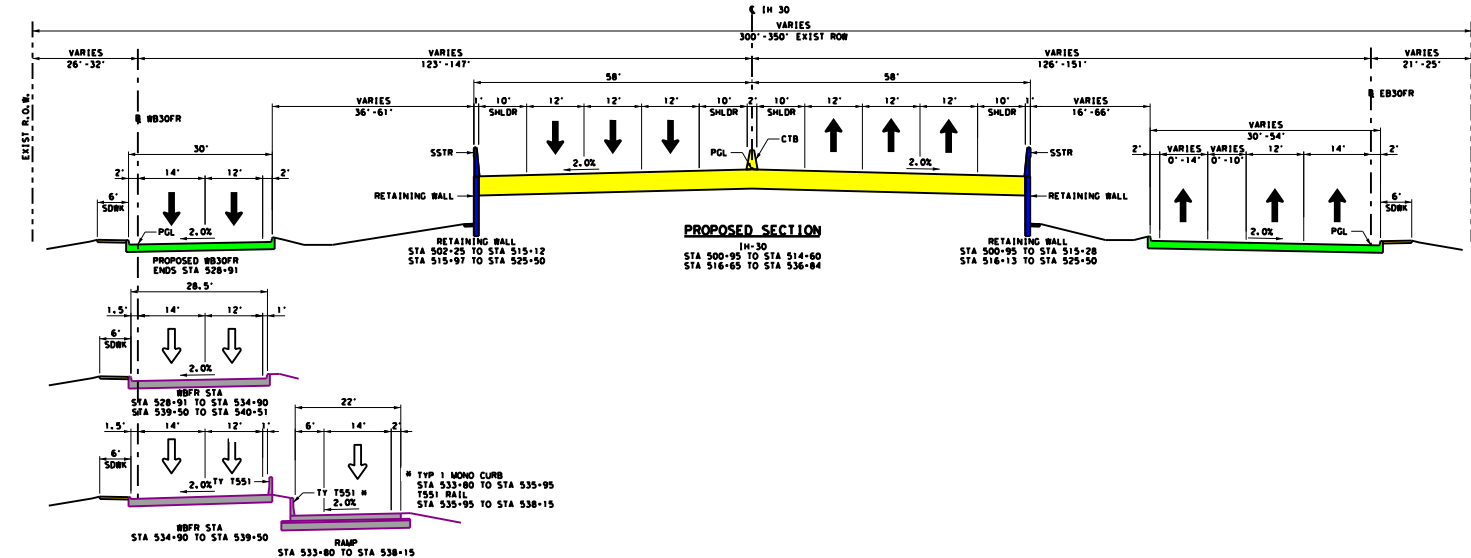 ℄ IH 30
VARIES
300'-350' EXIST ROW
VARIES
26'-32'
VARIES
123'-147'
VARIES
126'-151'
VARIES
21'-25'
58'
58'
EXIST R.O.W.
WB30FR
EB30FR
VARIES
36'-61'
1'
10'
SHLDR
12'
12'
12'
10'
SHLDR
2'
10'
SHLDR
12'
12'
12'
10'
SHLDR
1'
VARIES
16'-66'
VARIES
30'-54'
30'
2'
14'
12'
2'
6'
SDWK
PGL
2.0%
PROPOSED WB30FR
ENDS STA 528+91
SSTR
RETAINING WALL
2.0%
PGL
CTB
2.0%
SSTR
RETAINING WALL
RETAINING WALL
STA 502+25 TO STA 515+12
STA 515+97 TO STA 525+50
PROPOSED SECTION
IH-30
STA 500+95 TO STA 514+60
STA 516+65 TO STA 536+84
RETAINING WALL
STA 500+95 TO STA 515+28
STA 516+13 TO STA 525+50
2'
VARIES
0'-14'
VARIES
0'-10'
12'
14'
2'
6'
SDWK
2.0%
PGL
28.5'
1.5'
14'
12'
1'
6'
SDWK
2.0%
WBFR STA
STA 528+91 TO STA 534+90
STA 539+50 TO STA 540+51
1.5'
14'
12'
1'
6'
SDWK
2.0%
TY T551
WBFR STA
STA 534+90 TO STA 539+50
22'
6'
14'
2'
TY T551 *
2.0%
RAMP
STA 533+80 TO STA 538+15
* TYP 1 MONO CURB
STA 533+80 TO STA 535+95
T551 RAIL
STA 535+95 TO STA 538+15